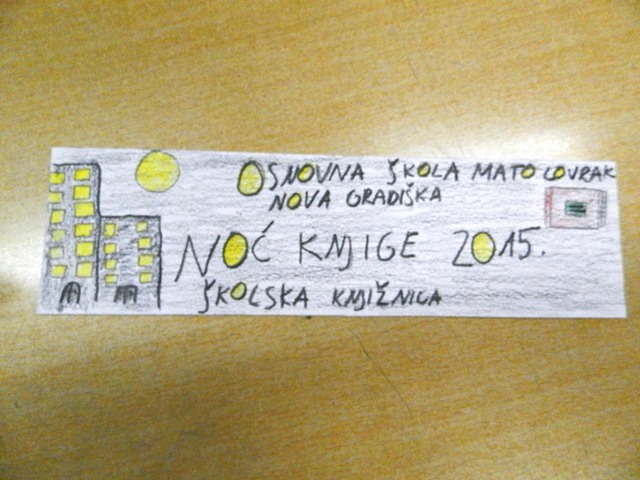 OSNOVNA ŠKOLA MATO LOVRAK
NOVA GRADIŠKA
NOĆ KNJIGE 2015.
ŠKOLSKA KNJIŽNICA